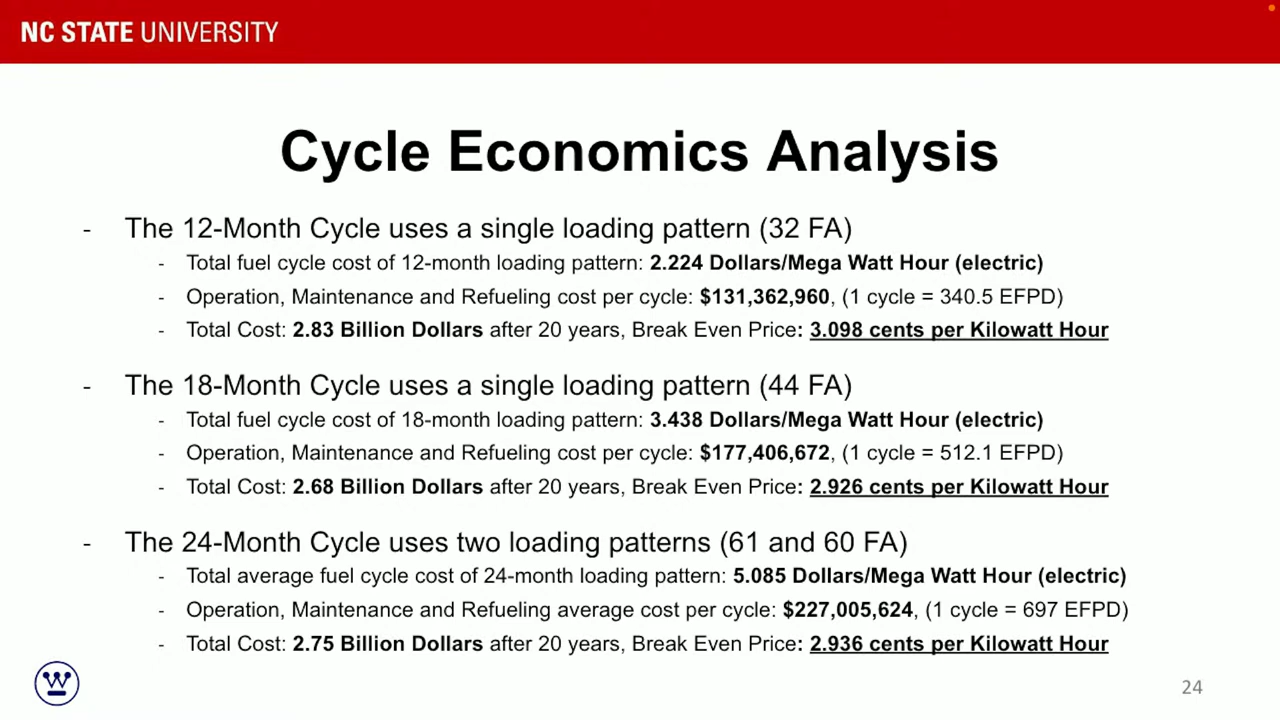 NC STATE UNIVERSITY
Cycle Economics Analysis
- The 12-Month Cycle uses a single loading pattern (32 FA)
- Total fuel cycle cost of 12-month loading pattern: 2.224 Dollars/Mega Watt Hour (electric)
- Operation, Maintenance and Refueling cost per cycle: $131,362,960, (1 cycle = 340.5 EFPD)
- Total Cost: 2.83 Billion Dollars after 20 years, Break Even Price: 3.098 cents per Kilowatt Hour
- The 18-Month Cycle uses a single loading pattern (44 FA)
- Total fuel cycle cost of 18-month loading pattern: 3.438 Dollars/Mega Watt Hour (electric)
- Operation, Maintenance and Refueling cost per cycle: $177,406,672, (1 cycle = 512.1 EFPD)
- Total Cost: 2.68 Billion Dollars after 20 years, Break Even Price: 2.926 cents per Kilowatt Hour
- The 24-Month Cycle uses two loading patterns (61 and 60 FA)
- Total average fuel cycle cost of 24-month loading pattern: 5.085 Dollars/Mega Watt Hour (electric)
- Operation, Maintenance and Refueling average cost per cycle: $227,005,624, (1 cycle = 697 EFPD)
- Total Cost: 2.75 Billion Dollars after 20 years, Break Even Price: 2.936 cents per Kilowatt Hour
W
24